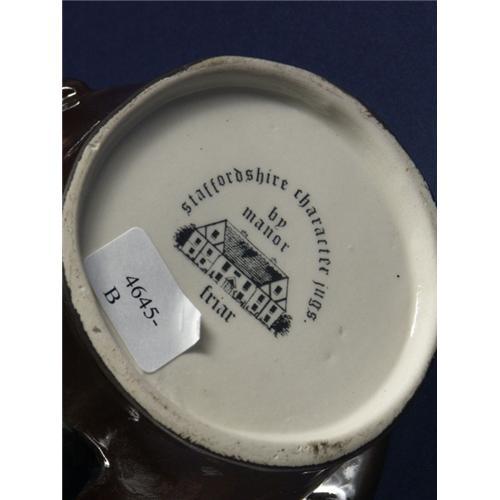 staffordshire character jugs.
by
manor
friar
4645-
B